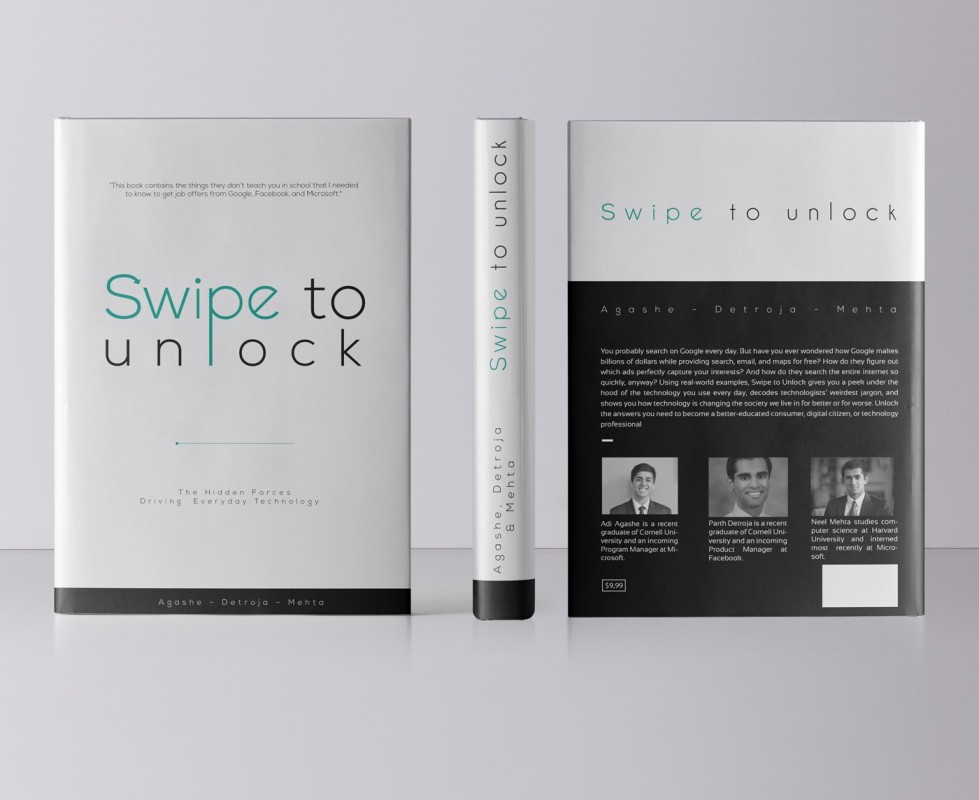 "This book contains the things they don't teach you in school that I needed
to know to get job offers from Google, Facebook, and Microsoft."
Swipe to
unlock
The Hidden Forces
Driving Everyday Technology
Agashe - Detroja - Mehta
Swipe to unlock
Agashe, Detroja
& Mehta
Swipe to unlock
Agashe - Detroja - Mehta
You probably search on Google every day. But have you ever wondered how Google makes
billions of dollars while providing search, email, and maps for free? How do they figure out
which ads perfectly capture your interests? And how do they search the entire internet so
quickly, anyway? Using real-world examples, Swipe to Unlock gives you a peek under the
hood of the technology you use every day, decodes technologists' weirdest jargon, and
shows you how technology is changing the society we live in for better or for worse. Unlock
the answers you need to become a better-educated consumer, digital citizen, or technology
professional
Adi Agashe is a recent
graduate of Cornell Uni-
versity and an incoming
Program Manager at Mi-
crosoft.
Parth Detroja is a recent
graduate of Cornell Uni-
versity and an incoming
Product Manager at
Facebook.
Neel Mehta studies com-
puter science at Harvard
University and interned
most recently at Micro-
soft.
$9,99